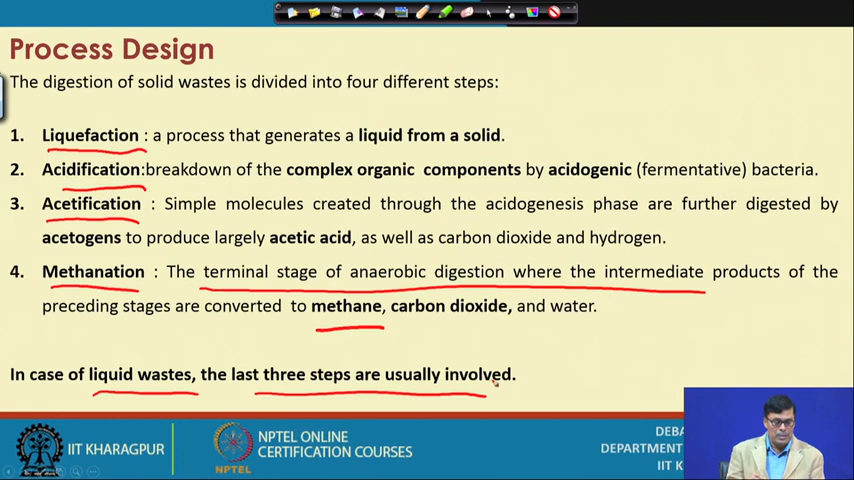 Process Design
The digestion of solid wastes is divided into four different steps:
1. Liquefaction : a process that generates a liquid from a solid.
2. Acidification:breakdown of the complex organic components by acidogenic (fermentative) bacteria.
3. Acetification : Simple molecules created through the acidogenesis phase are further digested by
acetogens to produce largely acetic acid, as well as carbon dioxide and hydrogen.
4. Methanation : The terminal stage of anaerobic digestion where the intermediate products of the
preceding stages are converted to methane, carbon dioxide, and water.
In case of liquid wastes, the last three steps are usually involved.
IIT KHARAGPUR
NPTEL
NPTEL ONLINE
CERTIFICATION COURSES
DEBA
DEPARTMENT
IIT K